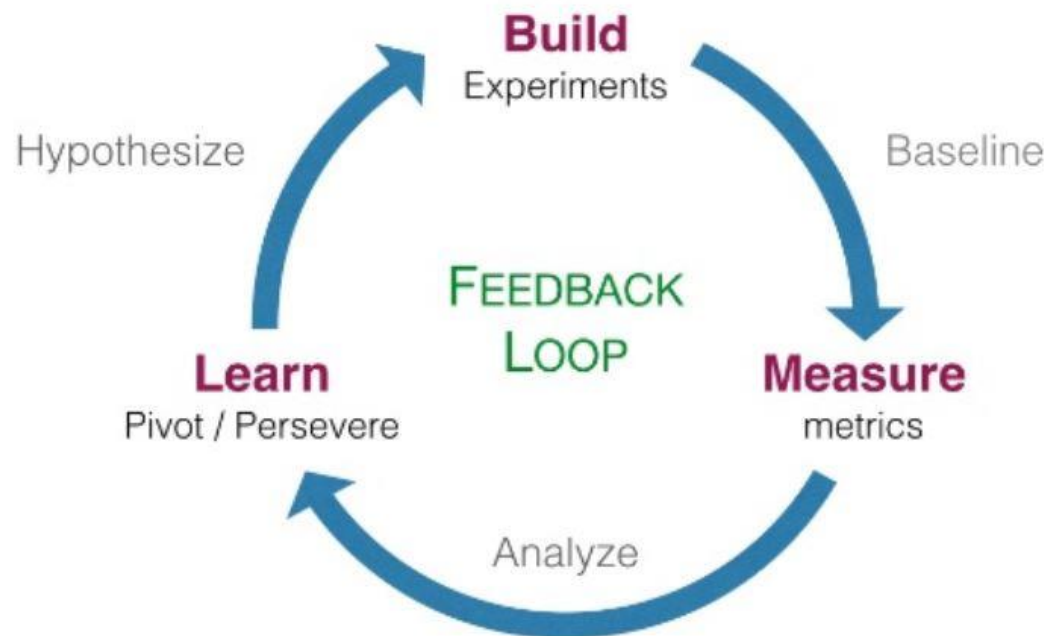 Build
Experiments
Hypothesize
Baseline
FEEDBACK
LOOP
Learn
Pivot / Persevere
Measure
metrics
Analyze